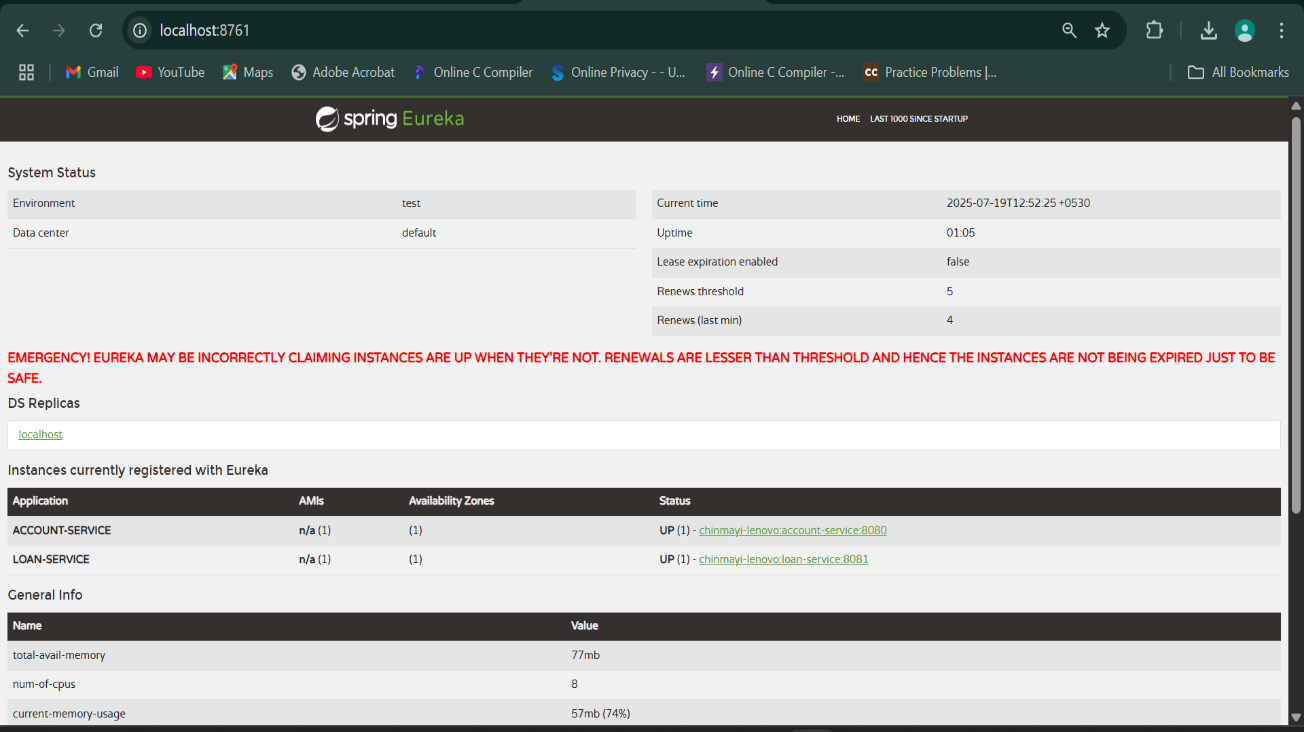 localhost:8761
Gmail YouTube Maps Adobe Acrobat Online C Compiler Online Privacy - - U... Online C Compiler -... CC Practice Problems |... All Bookmarks
spring Eureka HOME LAST 1000 SINCE STARTUP
System Status
Environment test
Data center default
Current time 2025-07-19T12:52:25 +0530
Uptime 01:05
Lease expiration enabled false
Renews threshold 5
Renews (last min) 4
EMERGENCY! EUREKA MAY BE INCORRECTLY CLAIMING INSTANCES ARE UP WHEN THEY'RE NOT. RENEWALS ARE LESSER THAN THRESHOLD AND HENCE THE INSTANCES ARE NOT BEING EXPIRED JUST TO BE
SAFE.
DS Replicas
localhost
Instances currently registered with Eureka
Application AMIs Availability Zones Status
ACCOUNT-SERVICE n/a (1) (1) UP (1) - chinmayi-lenovo:account-service:8080
LOAN-SERVICE n/a (1) (1) UP (1) - chinmayi-lenovo:loan-service:8081
General Info
Name Value
total-avail-memory 77mb
num-of-cpus 8
current-memory-usage 57mb (74%)